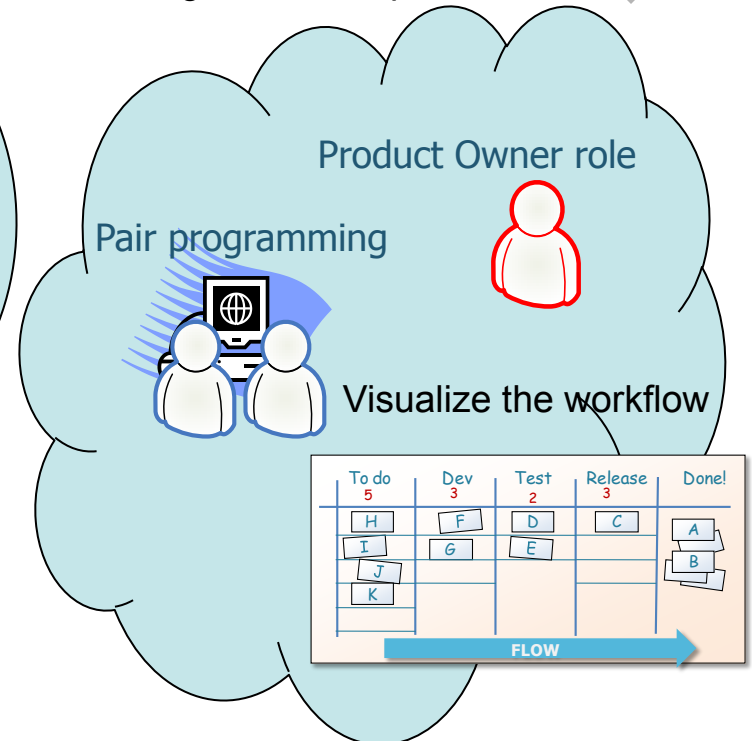 Product Owner role
Pair programming
Visualize the workflow
To do Dev Test Release Done!
5 3 2 3
H F D C A
I G E B
J
K
FLOW